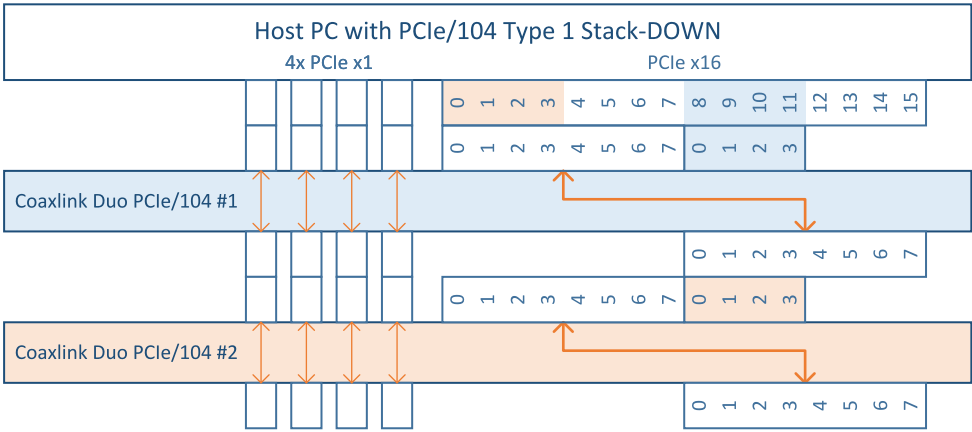 Host PC with PCIe/104 Type 1 Stack-DOWN
4x PCIe x1 PCIe x16
0 1 2 3 4 5 6 7 8 9 10 11 12 13 14 15
0 1 2 3 4 5 6 7 0 1 2 3
Coaxlink Duo PCIe/104 #1
0 1 2 3 4 5 6 7
0 1 2 3 4 5 6 7 0 1 2 3
Coaxlink Duo PCIe/104 #2
0 1 2 3 4 5 6 7